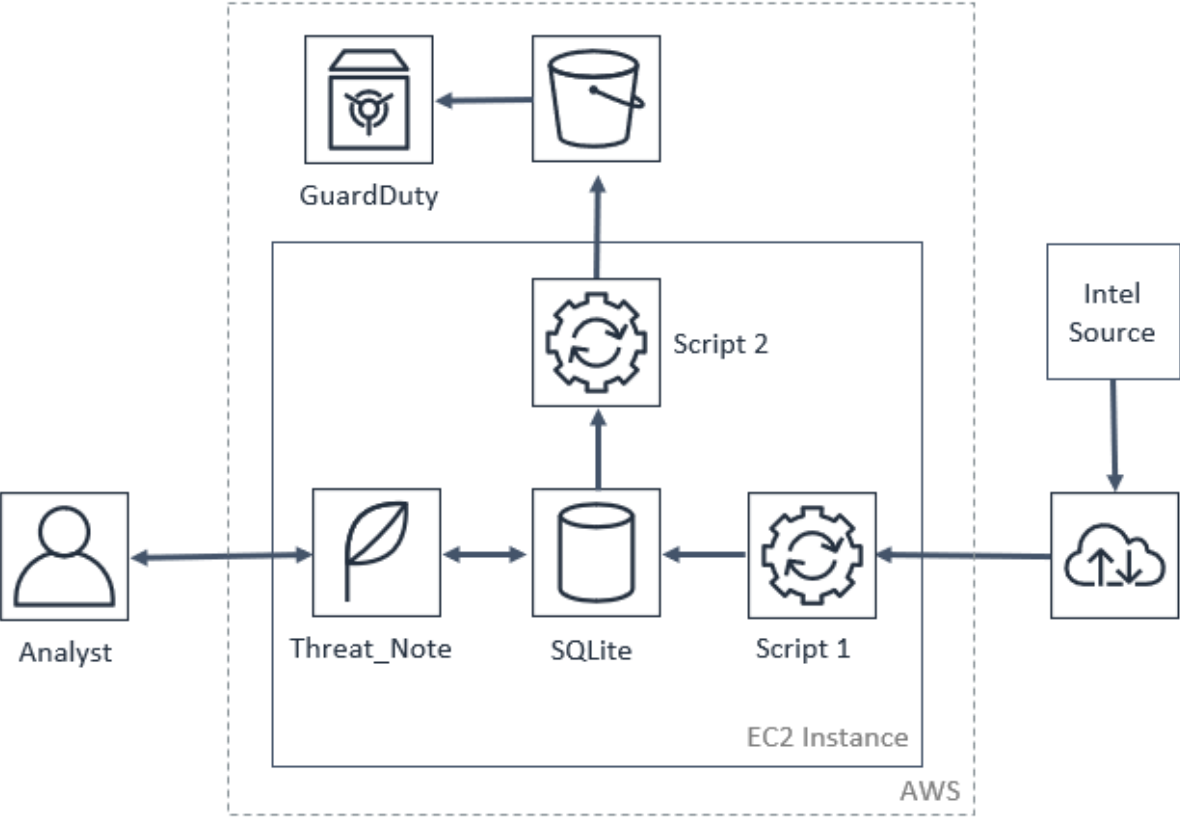 GuardDuty
Intel
Source
Script 2
Analyst
Threat_Note
SQLite
Script 1
EC2 Instance
AWS